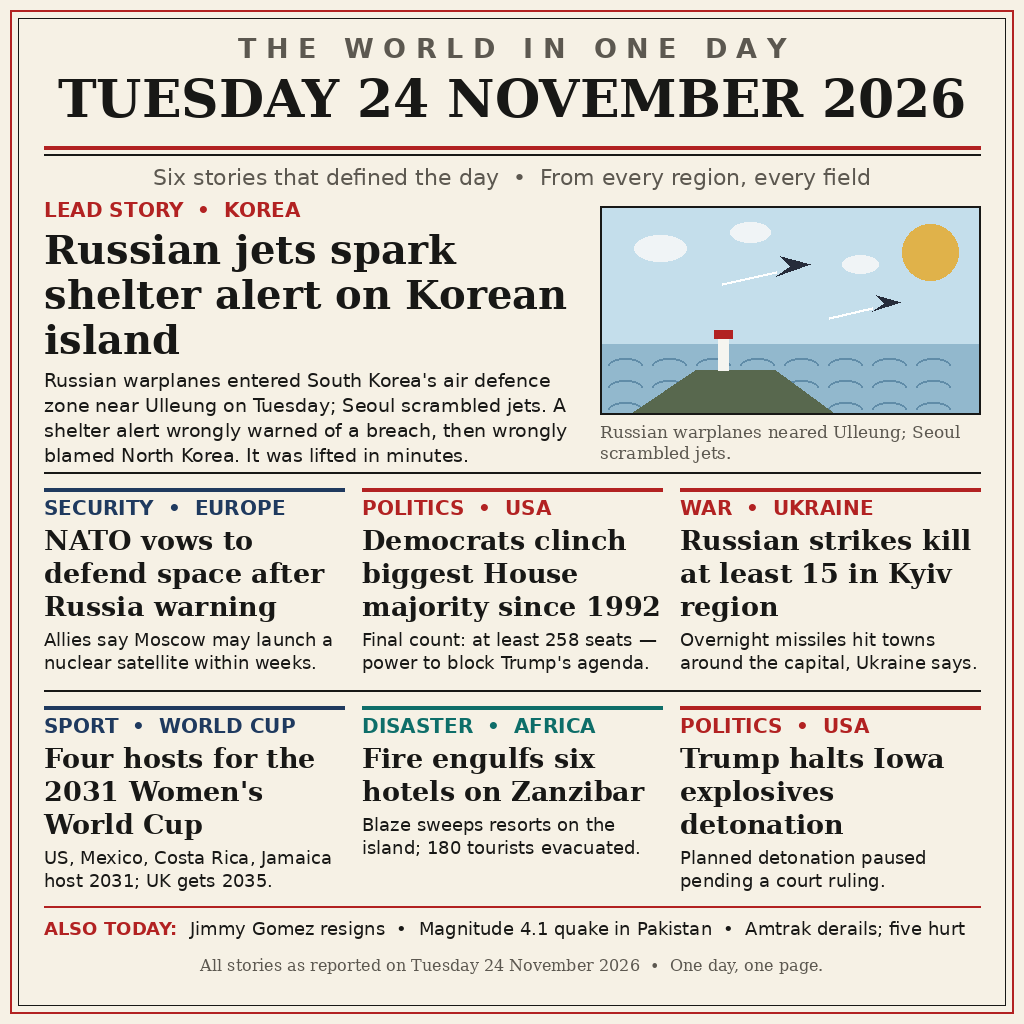 THE WORLD IN ONE DAY
TUESDAY 24 NOVEMBER 2026
Six stories that defined the day • From every region, every field
LEAD STORY • KOREA
Russian jets spark
shelter alert on Korean
island
Russian warplanes entered South Korea's air defence
zone near Ulleung on Tuesday; Seoul scrambled jets. A
shelter alert wrongly warned of a breach, then wrongly
blamed North Korea. It was lifted in minutes.
Russian warplanes neared Ulleung; Seoul
scrambled jets.
SECURITY • EUROPE
NATO vows to
defend space after
Russia warning
Allies say Moscow may launch a
nuclear satellite within weeks.
POLITICS • USA
Democrats clinch
biggest House
majority since 1992
Final count: at least 258 seats —
power to block Trump's agenda.
WAR • UKRAINE
Russian strikes kill
at least 15 in Kyiv
region
Overnight missiles hit towns
around the capital, Ukraine says.
SPORT • WORLD CUP
Four hosts for the
2031 Women's
World Cup
US, Mexico, Costa Rica, Jamaica
host 2031; UK gets 2035.
DISASTER • AFRICA
Fire engulfs six
hotels on Zanzibar
Blaze sweeps resorts on the
island; 180 tourists evacuated.
POLITICS • USA
Trump halts Iowa
explosives
detonation
Planned detonation paused
pending a court ruling.
ALSO TODAY: Jimmy Gomez resigns • Magnitude 4.1 quake in Pakistan • Amtrak derails; five hurt
All stories as reported on Tuesday 24 November 2026 • One day, one page.